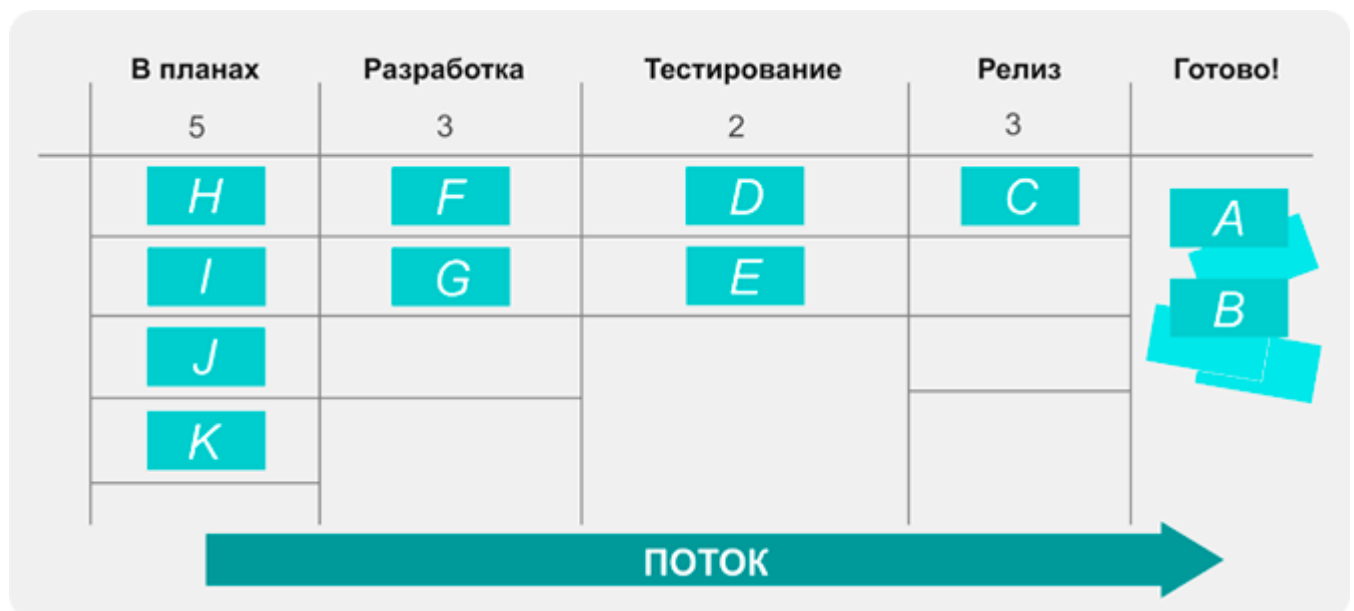 В планах Разработка Тестирование Релиз Готово!
5 3 2 3
H F D C A
I G E B
J
K
ПОТОК